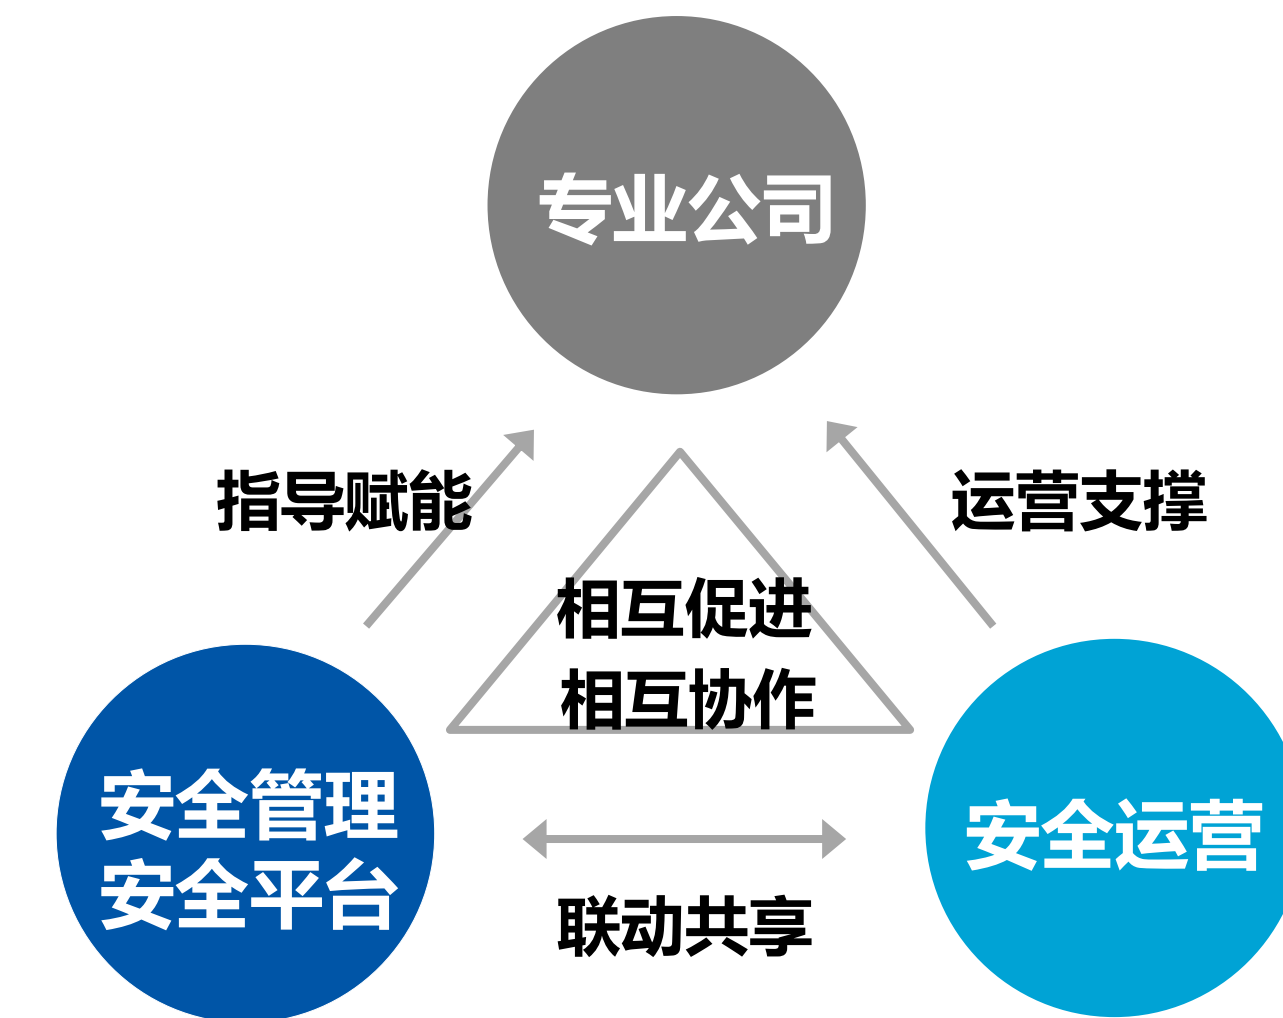 专业公司
指导赋能
运营支撑
相互促进
相互协作
安全管理
安全平台
安全运营
联动共享